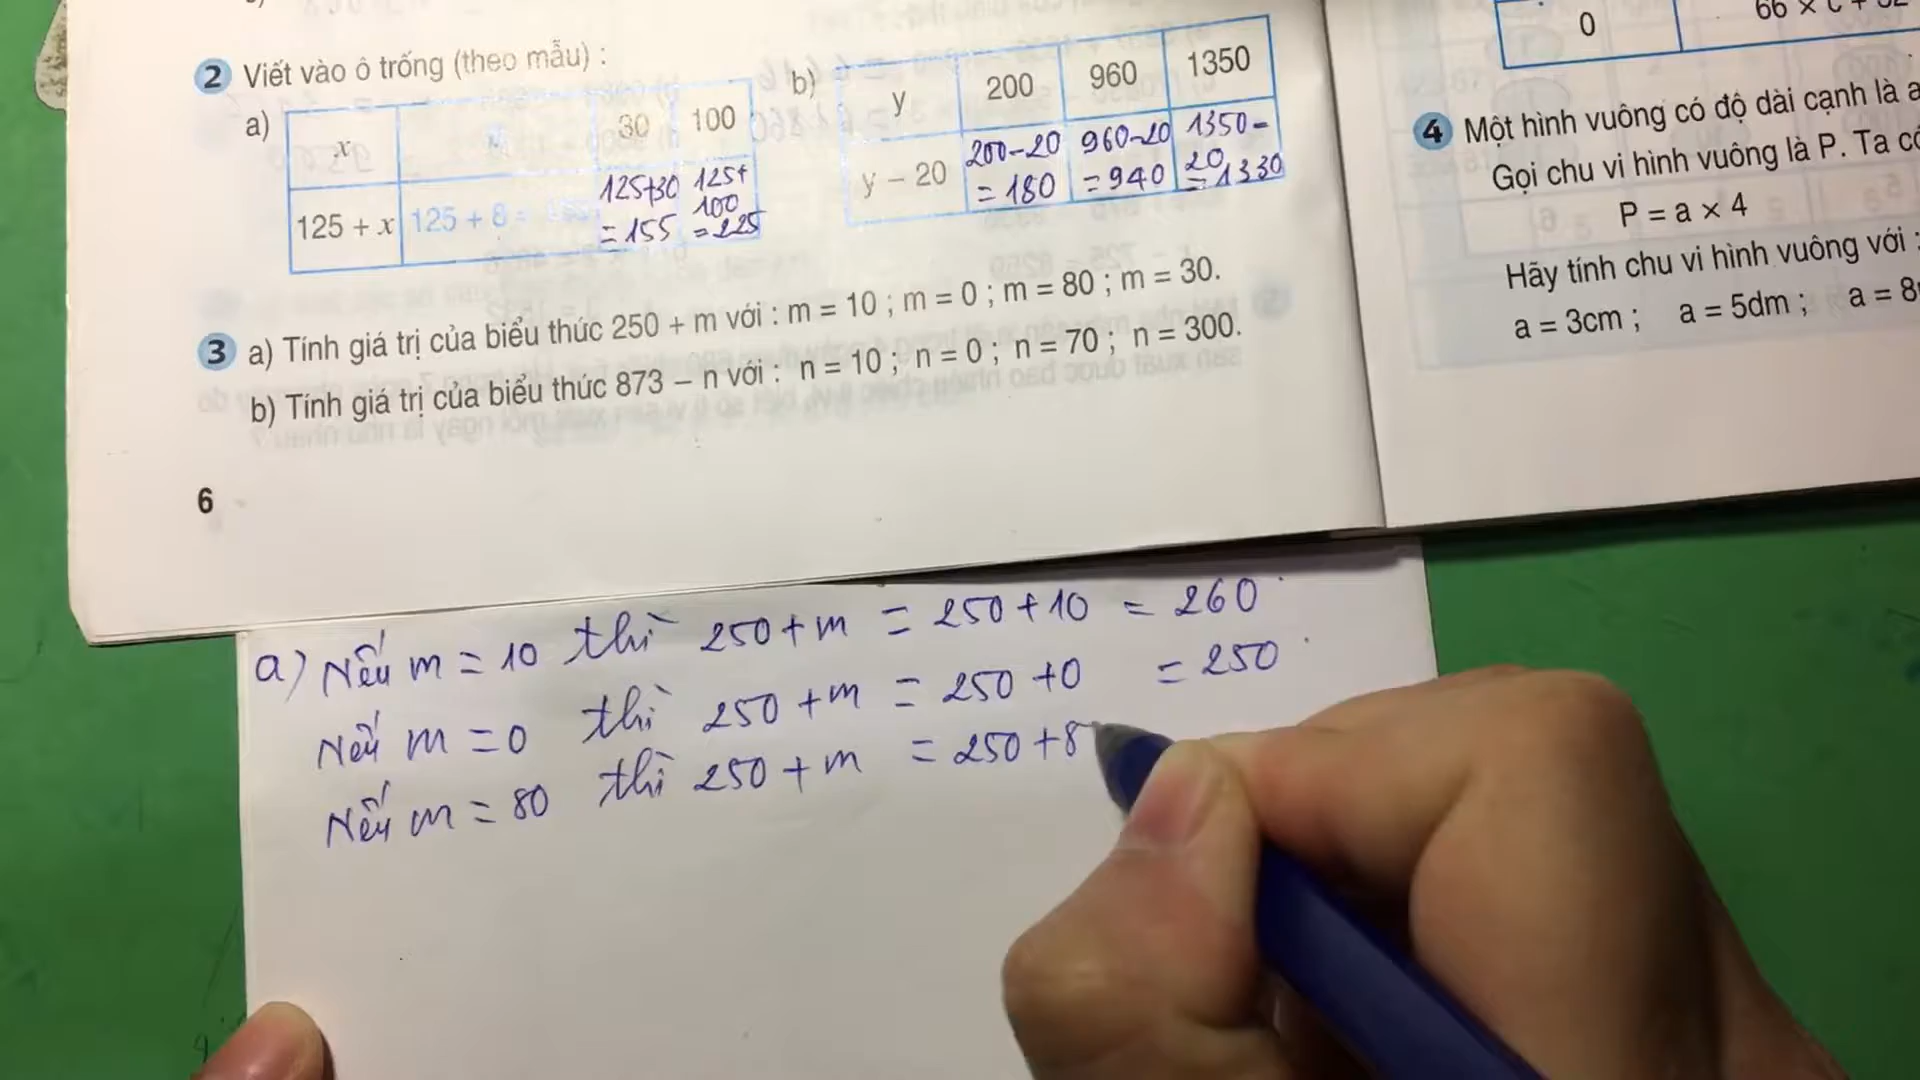 2 Viết vào ô trống (theo mẫu) :
a)
x 30 100
125 + x 125 + 8 = 125+30 = 155 125+ 100 = 225
b)
y 200 960 1350
y – 20 200-20 = 180 960-20 = 940 1350- 20 = 1330
3 a) Tính giá trị của biểu thức 250 + m với : m = 10 ; m = 0 ; m = 80 ; m = 30.
b) Tính giá trị của biểu thức 873 – n với : n = 10 ; n = 0 ; n = 70 ; n = 300.
6
0 66 × c +
4 Một hình vuông có độ dài cạnh là a
Gọi chu vi hình vuông là P. Ta có
P = a × 4
Hãy tính chu vi hình vuông với :
a = 3cm ; a = 5dm ; a = 8
a) Nếu m = 10 thì 250 + m = 250 + 10 = 260
Nếu m = 0 thì 250 + m = 250 + 0 = 250
Nếu m = 80 thì 250 + m = 250 + 8